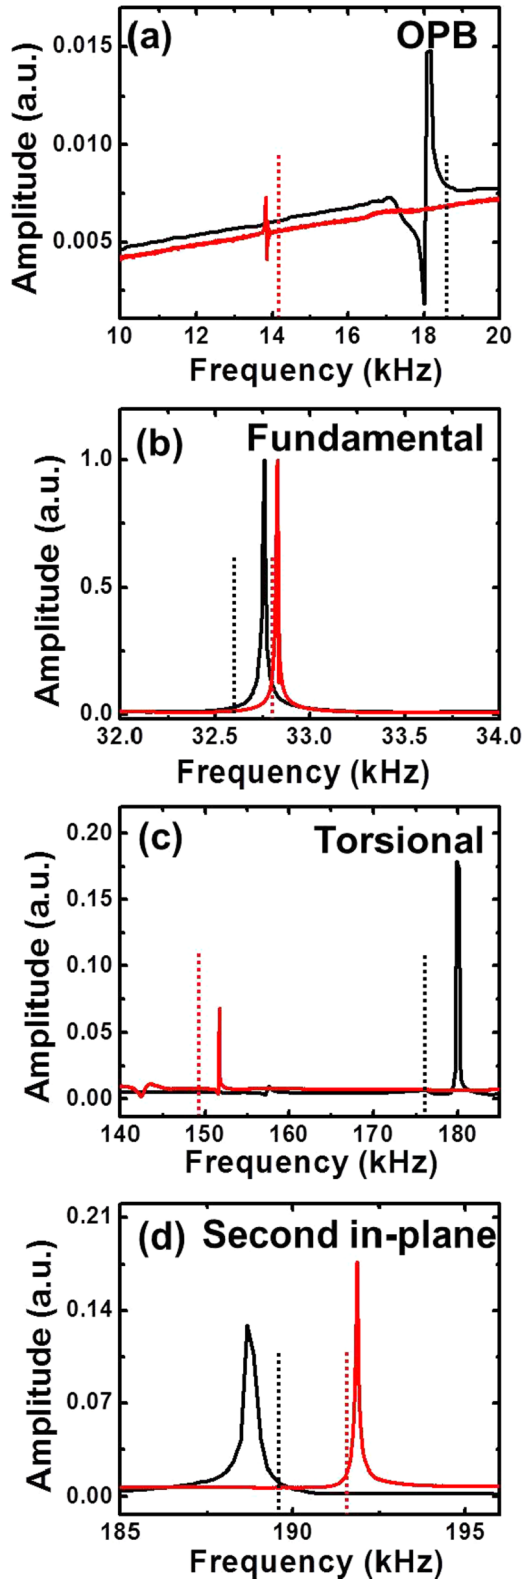 (a) OPB
0.015
0.010
0.005
Amplitude (a.u.)
10 12 14 16 18 20
Frequency (kHz)
(b) Fundamental
1.0
0.5
0.0
Amplitude (a.u.)
32.0 32.5 33.0 33.5 34.0
Frequency (kHz)
(c) Torsional
0.20
0.15
0.10
0.05
0.00
Amplitude (a.u.)
140 150 160 170 180
Frequency (kHz)
(d) Second in-plane
0.21
0.14
0.07
0.00
Amplitude (a.u.)
185 190 195
Frequency (kHz)